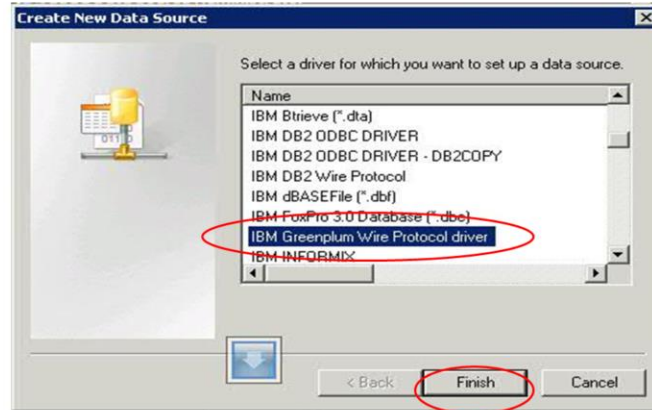 Create New Data Source
Select a driver for which you want to set up a data source.
Name
IBM Btrieve (*.dta)
IBM DB2 ODBC DRIVER
IBM DB2 ODBC DRIVER - DB2COPY
IBM DB2 Wire Protocol
IBM dBASEFile (*.dbf)
IBM FoxPro 3.0 Database (*.dbc)
IBM Greenplum Wire Protocol driver
IBM INFORMIX
< Back
Finish
Cancel